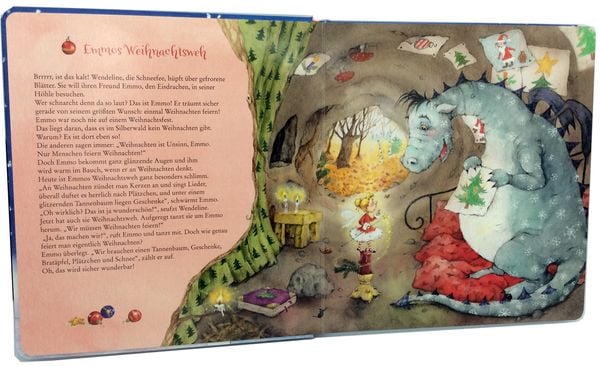 Emmos Weihnachtsweh
Brrrrr, ist das kalt! Wendeline, die Schneefee, hüpft über gefrorene
Blätter. Sie will ihren Freund Emmo, den Eisdrachen, in seiner
Höhle besuchen.
Wer schnarcht denn da so laut? Das ist Emmo! Er träumt sicher
gerade von seinem größten Wunsch: einmal Weihnachten feiern!
Emmo war noch nie auf einem Weihnachtsfest.
Das liegt daran, dass es im Silberwald kein Weihnachten gibt.
Warum? Es ist dort eben so!
Die anderen sagen immer: „Weihnachten ist Unsinn, Emmo.
Nur Menschen feiern Weihnachten!“
Doch Emmo bekommt ganz glänzende Augen und ihm
wird warm im Bauch, wenn er an Weihnachten denkt.
Heute ist Emmos Weihnachtsweh besonders schlimm.
„An Weihnachten zündet man Kerzen an und singt Lieder,
überall duftet es herrlich nach Plätzchen, und unter einem
glitzernden Tannenbaum liegen Geschenke“, schwärmt Emmo.
„Oh wirklich? Das ist ja wunderschön!“, seufzt Wendeline.
Jetzt hat auch sie Weihnachtsweh. Aufgeregt tanzt sie um Emmo
herum. „Wir müssen Weihnachten feiern!“
„Ja, das machen wir!“, ruft Emmo und tanzt mit. Doch wie genau
feiert man eigentlich Weihnachten?
Emmo überlegt. „Wir brauchen einen Tannenbaum, Geschenke,
Bratäpfel, Plätzchen und Schnee“, zählt er auf.
Oh, das wird sicher wunderbar!